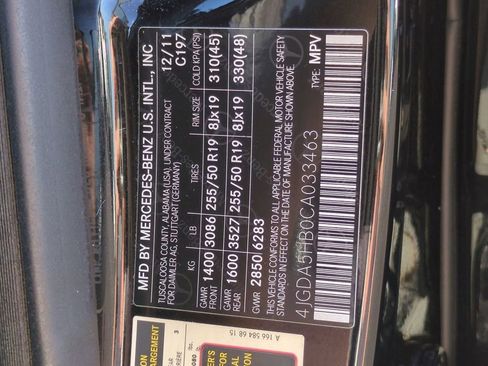 MFD BY MERCEDES-BENZ U.S. INTL., INC
TUSCALOOSA COUNTY, ALABAMA (USA), UNDER CONTRACT
FOR DAIMLER AG, STUTTGART (GERMANY)
12/11
C197
KG LB TIRES RIM SIZE COLD KPA(PSI)
GAWR FRONT 1400 3086 255/50 R19 8Jx19 310(45)
GAWR REAR 1600 3527 255/50 R19 8Jx19 330(48)
GVWR 2850 6283
THIS VEHICLE CONFORMS TO ALL APPLICABLE FEDERAL MOTOR VEHICLE SAFETY
STANDARDS IN EFFECT ON THE DATE OF MANUFACTURE SHOWN ABOVE.
4JGDA5HB0CA033463 MPV
A 166 584 68 15